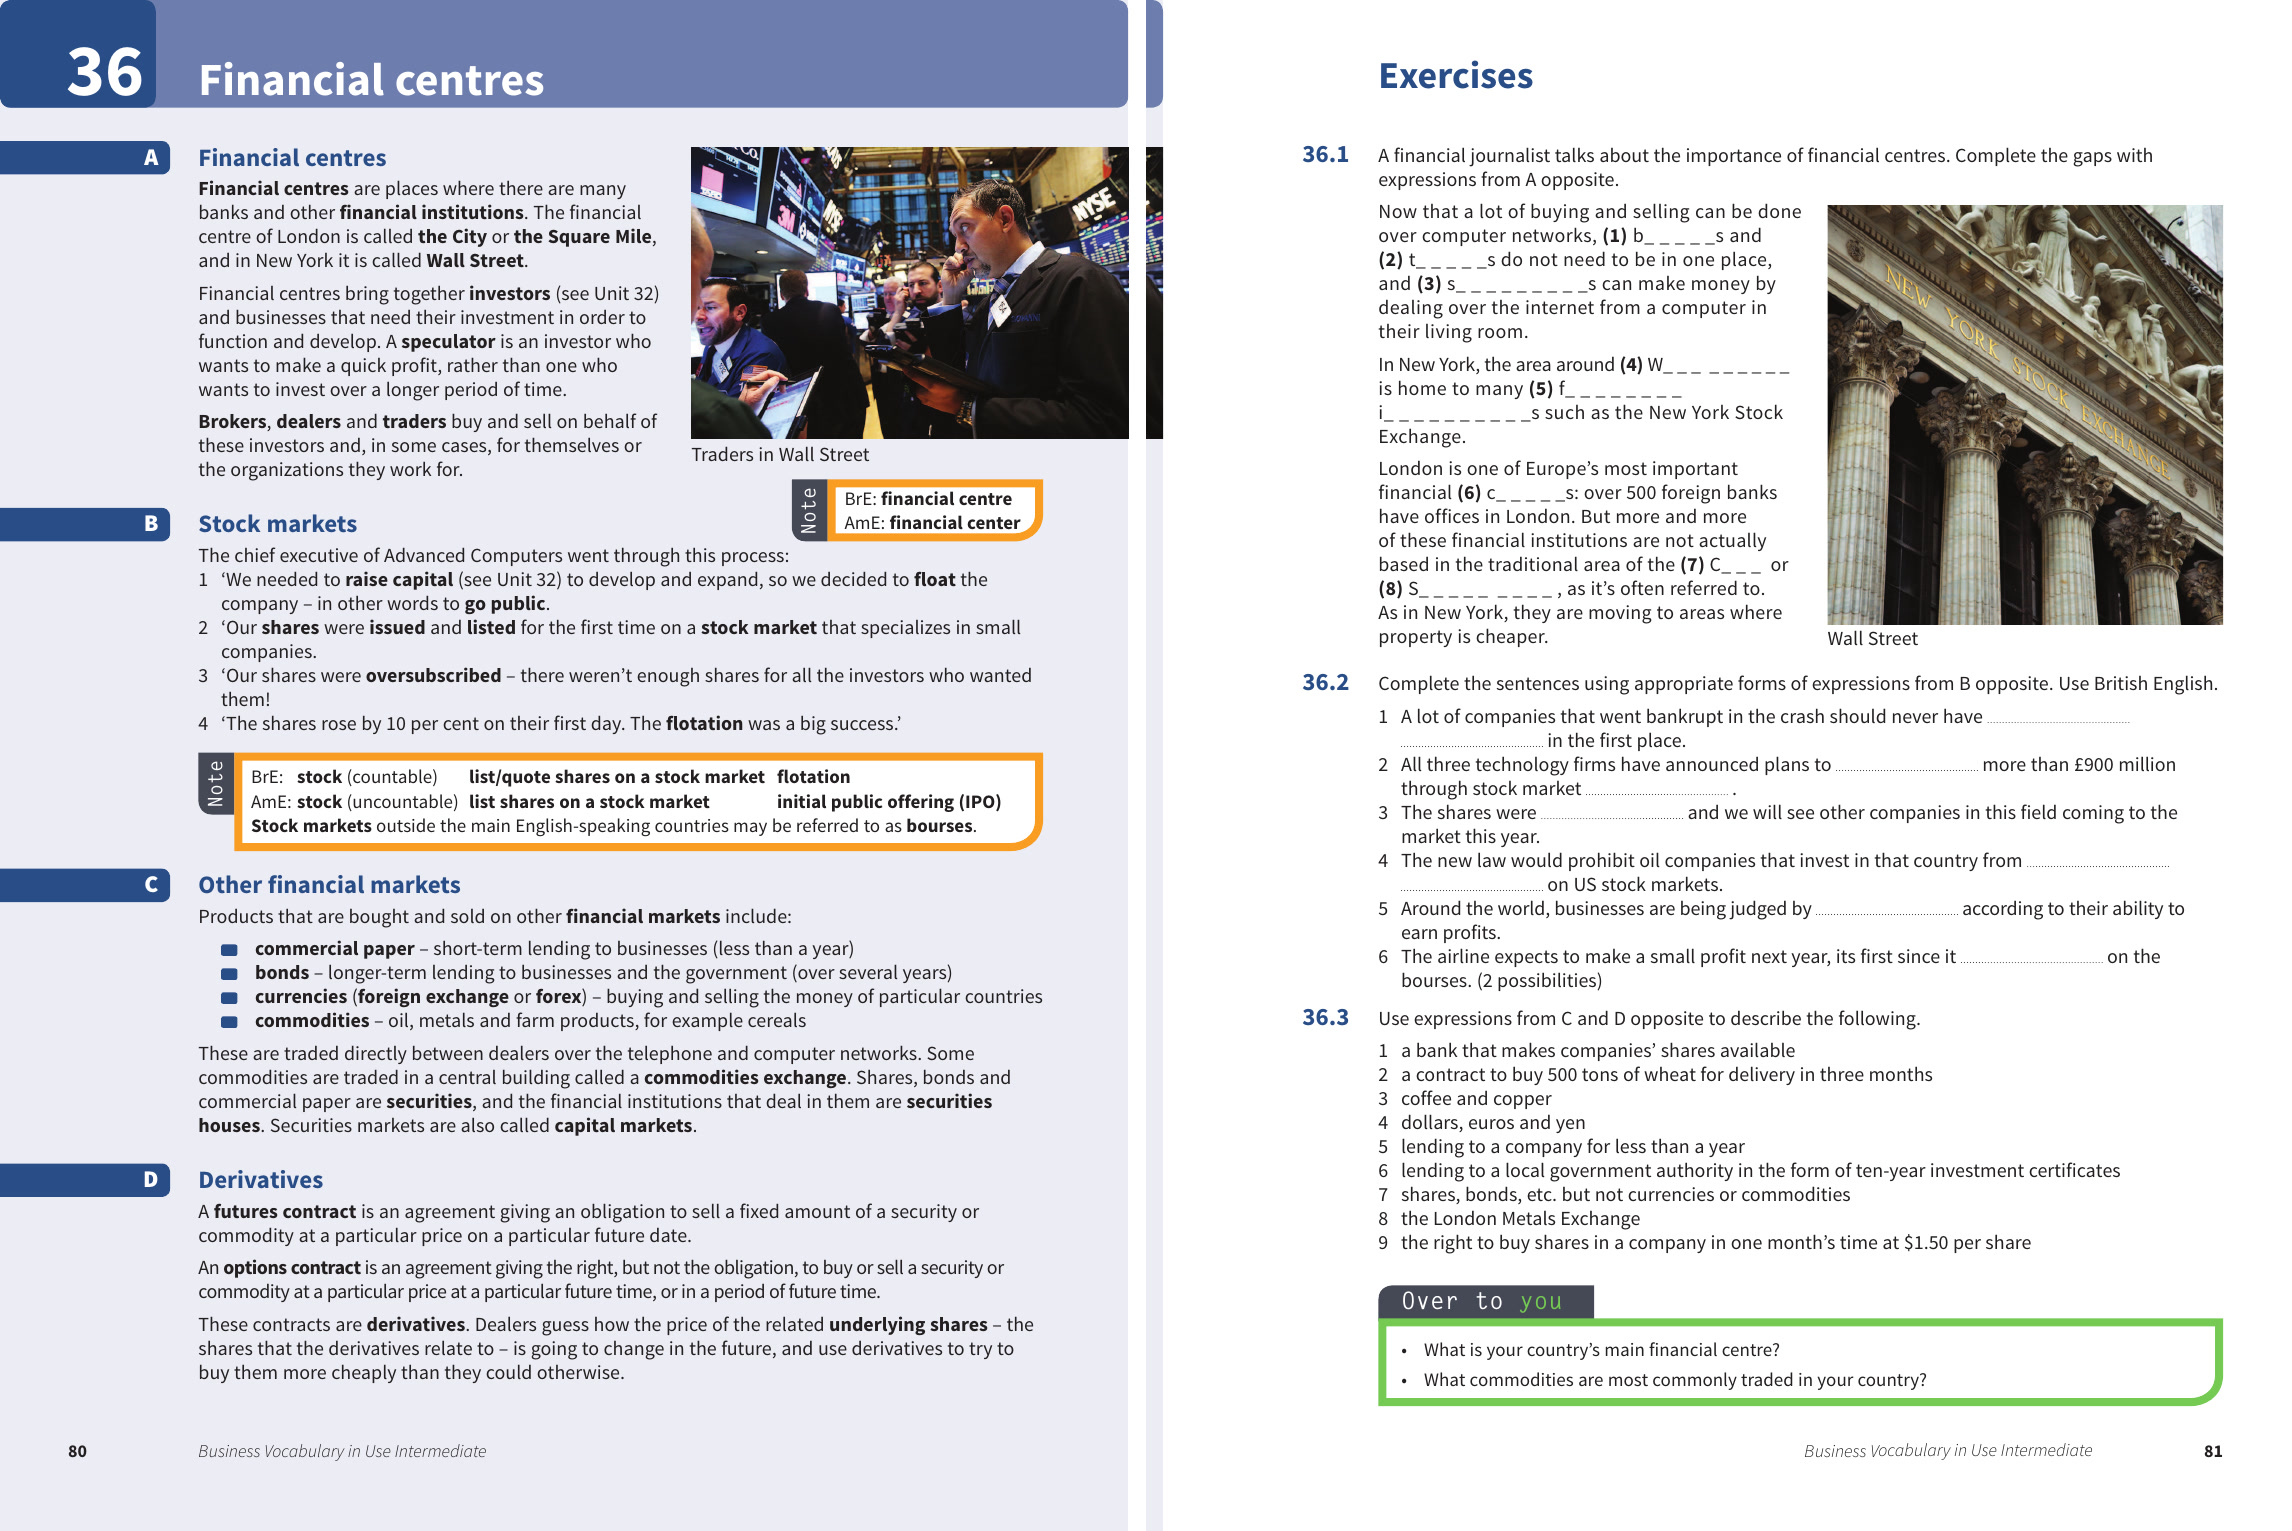 36
Financial centres
A
Financial centres
Financial centres are places where there are many
banks and other financial institutions. The financial
centre of London is called the City or the Square Mile,
and in New York it is called Wall Street.
Financial centres bring together investors (see Unit 32)
and businesses that need their investment in order to
function and develop. A speculator is an investor who
wants to make a quick profit, rather than one who
wants to invest over a longer period of time.
Brokers, dealers and traders buy and sell on behalf of
these investors and, in some cases, for themselves or
the organizations they work for.
NYSE
Traders in Wall Street
Note
BrE: financial centre
AmE: financial center
B
Stock markets
The chief executive of Advanced Computers went through this process:
1 ‘We needed to raise capital (see Unit 32) to develop and expand, so we decided to float the
company – in other words to go public.
2 ‘Our shares were issued and listed for the first time on a stock market that specializes in small
companies.
3 ‘Our shares were oversubscribed – there weren’t enough shares for all the investors who wanted
them!
4 ‘The shares rose by 10 per cent on their first day. The flotation was a big success.’
Note
BrE: stock (countable) list/quote shares on a stock market flotation
AmE: stock (uncountable) list shares on a stock market initial public offering (IPO)
Stock markets outside the main English-speaking countries may be referred to as bourses.
C
Other financial markets
Products that are bought and sold on other financial markets include:
commercial paper – short-term lending to businesses (less than a year)
bonds – longer-term lending to businesses and the government (over several years)
currencies (foreign exchange or forex) – buying and selling the money of particular countries
commodities – oil, metals and farm products, for example cereals
These are traded directly between dealers over the telephone and computer networks. Some
commodities are traded in a central building called a commodities exchange. Shares, bonds and
commercial paper are securities, and the financial institutions that deal in them are securities
houses. Securities markets are also called capital markets.
D
Derivatives
A futures contract is an agreement giving an obligation to sell a fixed amount of a security or
commodity at a particular price on a particular future date.
An options contract is an agreement giving the right, but not the obligation, to buy or sell a security or
commodity at a particular price at a particular future time, or in a period of future time.
These contracts are derivatives. Dealers guess how the price of the related underlying shares – the
shares that the derivatives relate to – is going to change in the future, and use derivatives to try to
buy them more cheaply than they could otherwise.
80
Business Vocabulary in Use Intermediate
Exercises
36.1
A financial journalist talks about the importance of financial centres. Complete the gaps with
expressions from A opposite.
Now that a lot of buying and selling can be done
over computer networks, (1) b_ _ _ _ _s and
(2) t_ _ _ _ _s do not need to be in one place,
and (3) s_ _ _ _ _ _ _ _ _s can make money by
dealing over the internet from a computer in
their living room.
In New York, the area around (4) W_ _ _ _ _ _ _ _ _
is home to many (5) f_ _ _ _ _ _ _ _
i_ _ _ _ _ _ _ _ _ _s such as the New York Stock
Exchange.
London is one of Europe’s most important
financial (6) c_ _ _ _ _s: over 500 foreign banks
have offices in London. But more and more
of these financial institutions are not actually
based in the traditional area of the (7) C_ _ _ or
(8) S_ _ _ _ _ _ _ _ _ , as it’s often referred to.
As in New York, they are moving to areas where
property is cheaper.
NEW YORK STOCK EXCHANGE
Wall Street
36.2
Complete the sentences using appropriate forms of expressions from B opposite. Use British English.
1 A lot of companies that went bankrupt in the crash should never have ........................
........................ in the first place.
2 All three technology firms have announced plans to ........................ more than £900 million
through stock market ........................ .
3 The shares were ........................ and we will see other companies in this field coming to the
market this year.
4 The new law would prohibit oil companies that invest in that country from ........................
........................ on US stock markets.
5 Around the world, businesses are being judged by ........................ according to their ability to
earn profits.
6 The airline expects to make a small profit next year, its first since it ........................ on the
bourses. (2 possibilities)
36.3
Use expressions from C and D opposite to describe the following.
1 a bank that makes companies’ shares available
2 a contract to buy 500 tons of wheat for delivery in three months
3 coffee and copper
4 dollars, euros and yen
5 lending to a company for less than a year
6 lending to a local government authority in the form of ten-year investment certificates
7 shares, bonds, etc. but not currencies or commodities
8 the London Metals Exchange
9 the right to buy shares in a company in one month’s time at $1.50 per share
Over to you
• What is your country’s main financial centre?
• What commodities are most commonly traded in your country?
Business Vocabulary in Use Intermediate
81